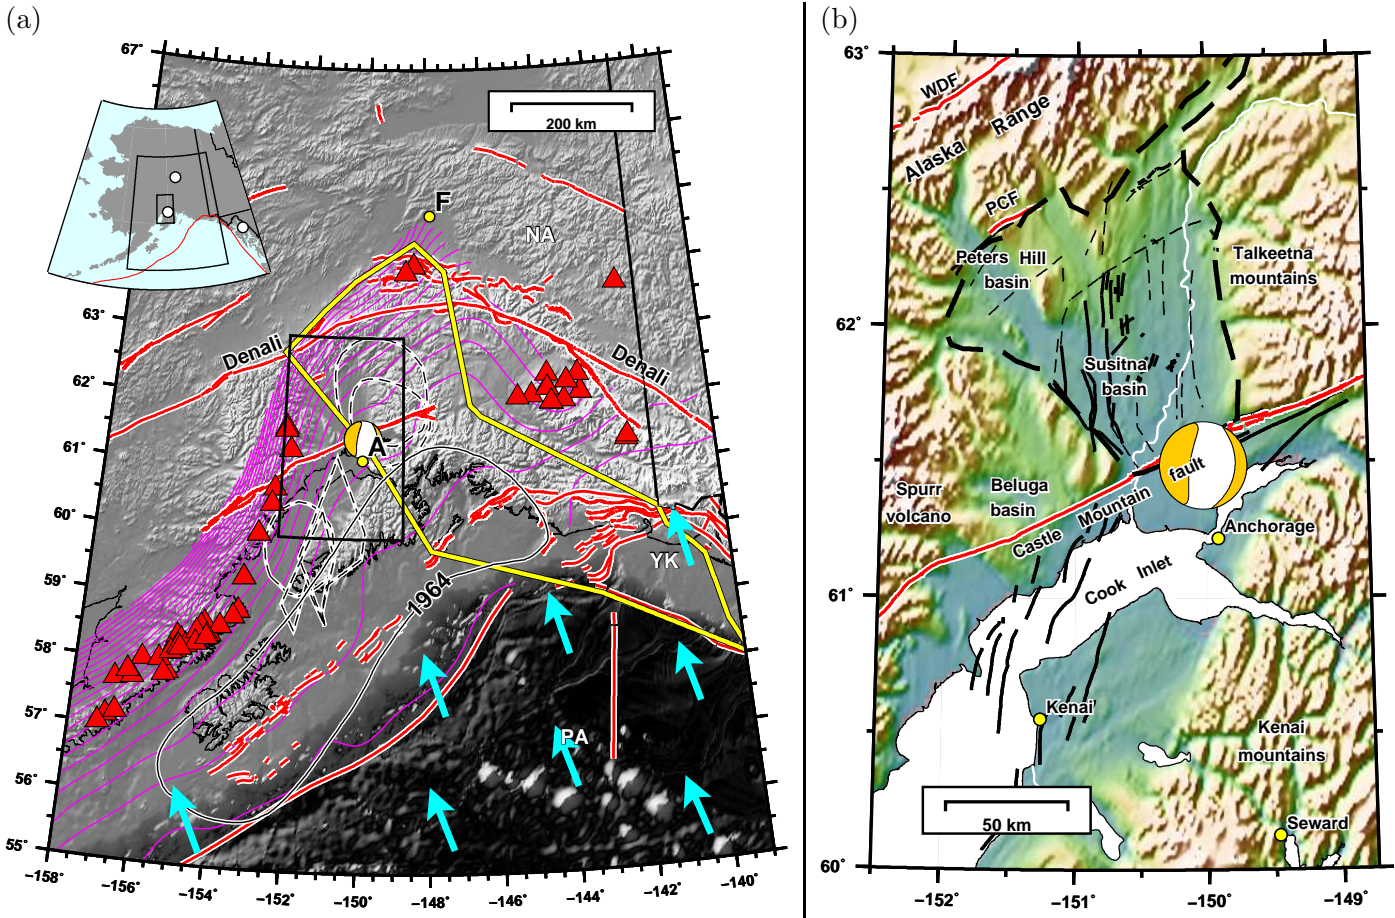 (a)
67°
200 km
F
NA
63°
Denali
Denali
62°
A
61°
60°
YK
59°
1964
58°
57°
PA
56°
55°
−158°
−156°
−154°
−152°
−150°
−148°
−146°
−144°
−142°
−140°
(b)
63°
WDF
Alaska Range
PCF
Peters Hill
basin
Talkeetna
mountains
62°
Susitna
basin
fault
Spurr
volcano
Beluga
basin
Castle Mountain
Anchorage
61°
Cook Inlet
Kenai
Kenai
mountains
50 km
Seward
60°
−152°
−151°
−150°
−149°